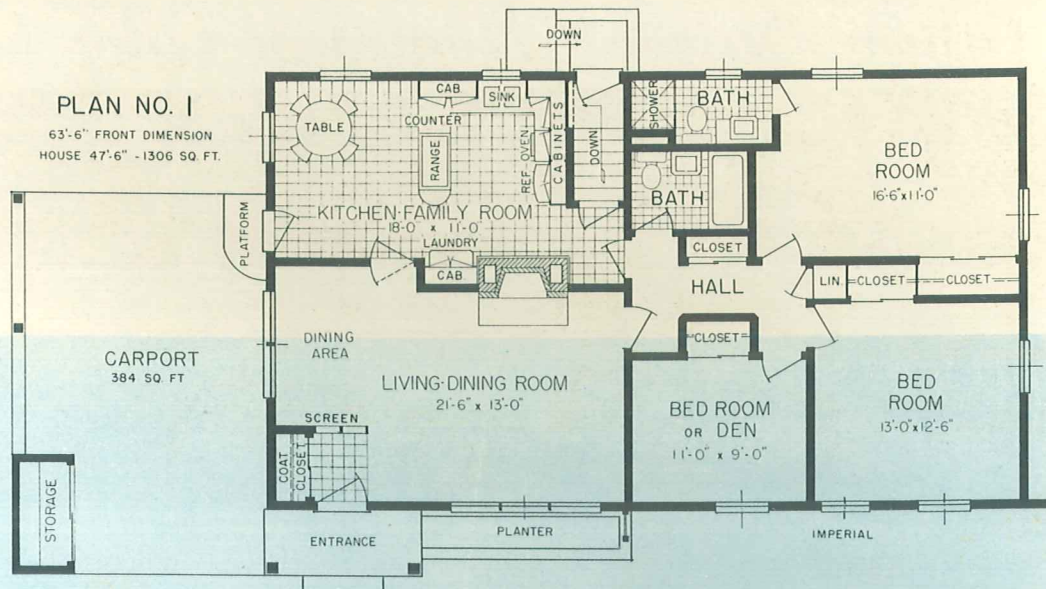 PLAN NO. 1
63'-6" FRONT DIMENSION
HOUSE 47'-6" - 1306 SQ. FT.
DOWN
CAB.
SINK
COUNTER
TABLE
RANGE
REF. OVEN
CABINETS
DOWN
SHOWER
BATH
BED
ROOM
16'-6"x11'-0"
BATH
PLATFORM
KITCHEN-FAMILY ROOM
18'-0" x 11'-0"
LAUNDRY
CAB.
CLOSET
HALL
LIN.
CLOSET
CLOSET
CLOSET
DINING
AREA
CARPORT
384 SQ. FT
LIVING-DINING ROOM
21'-6" x 13'-0"
SCREEN
COAT
CLOSET
BED ROOM
OR DEN
11'-0" x 9'-0"
BED
ROOM
13'-0"x12'-6"
STORAGE
ENTRANCE
PLANTER
IMPERIAL